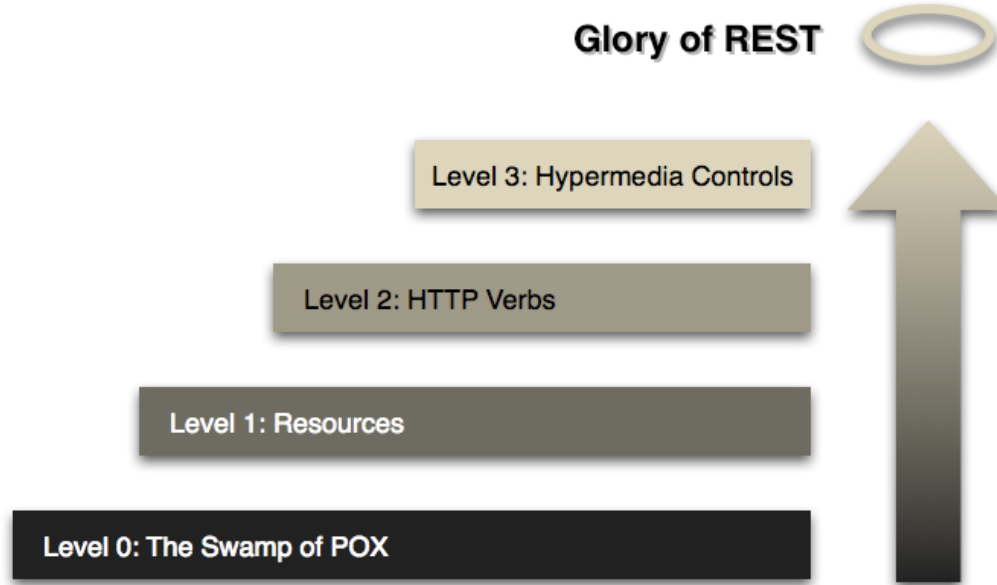 Glory of REST
Level 3: Hypermedia Controls
Level 2: HTTP Verbs
Level 1: Resources
Level 0: The Swamp of POX